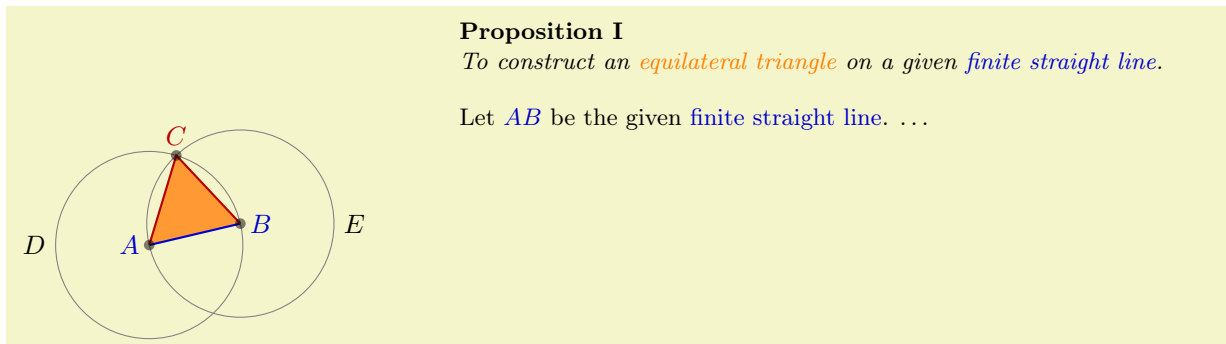 Proposition I
To construct an equilateral triangle on a given finite straight line.
Let AB be the given finite straight line. ...
C
D
A
B
E